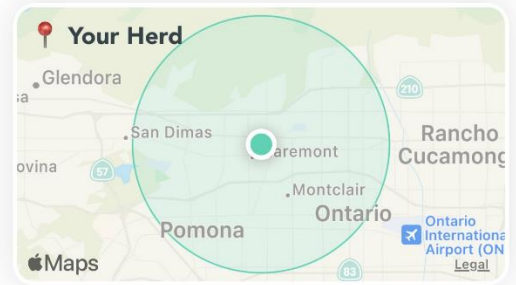 Your Herd
Glendora
210
San Dimas
Rancho
Cucamong
aremont
ovina
57
Montclair
Ontario
Pomona
Ontario
Internationa
Airport (ON
Maps
83
Legal